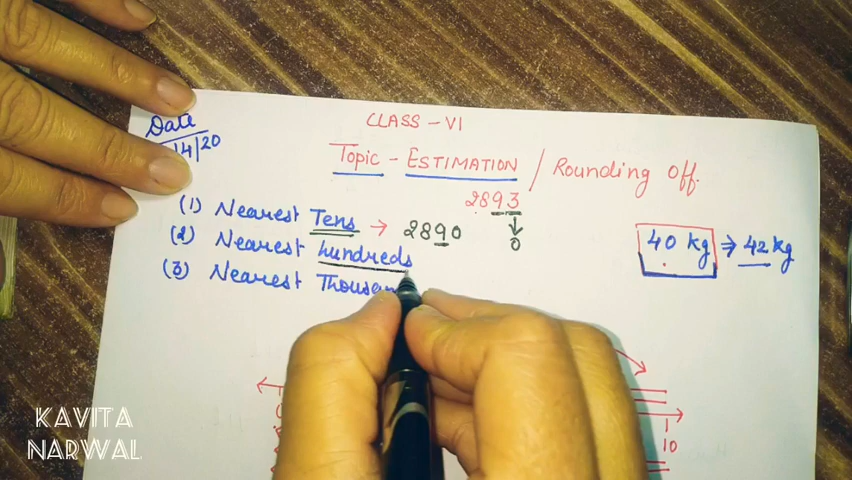 Date
14/20
CLASS - VI
Topic - ESTIMATION / Rounding Off.
2893
0
(1) Nearest Tens → 2890
(2) Nearest hundreds
(3) Nearest
40 kg ⇒ 42 kg
10
KAVITA
NARWAL